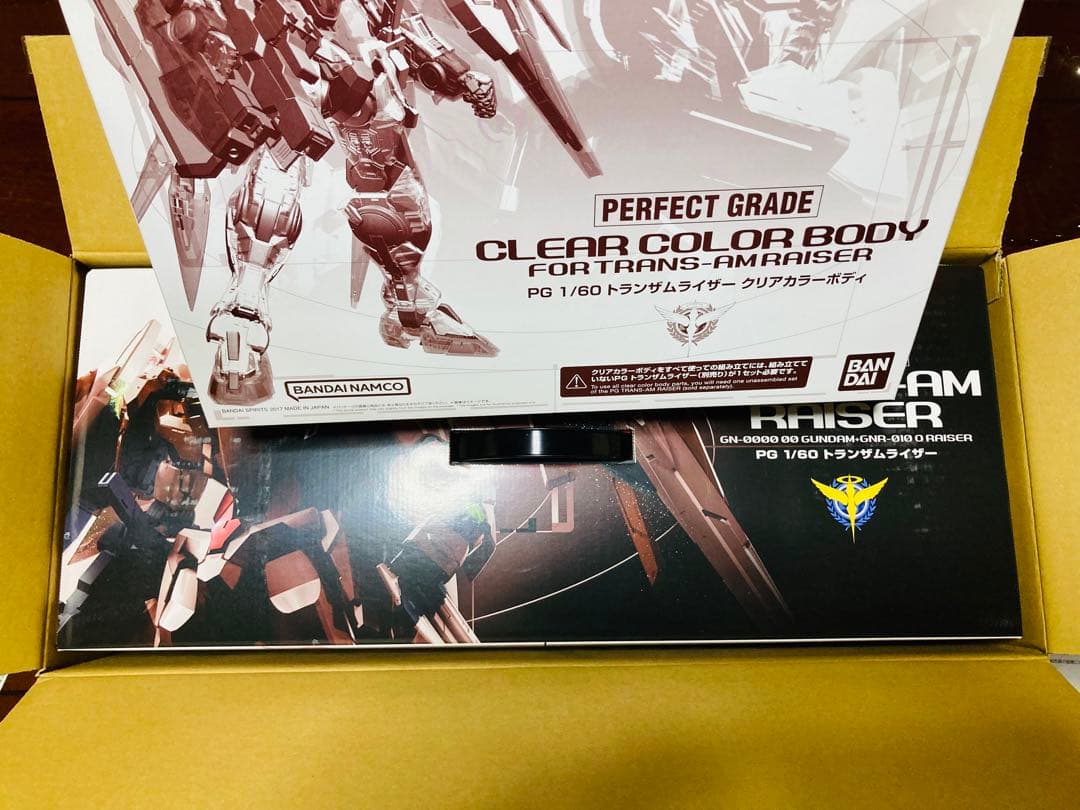 PERFECT GRADE
CLEAR COLOR BODY
FOR TRANS-AM RAISER
PG 1/60 トランザムライザー クリアカラーボディ
クリアカラーボディをすべて使っての組み立てには、組み立てて
いないPG トランザムライザー(別売り)が1セット必要です。
To use all clear color body parts, you will need one unassembled set
of the PG TRANS-AM RAISER (sold separately).
BAN
DAI
BANDAI NAMCO
BANDAI SPIRITS 2017 MADE IN JAPAN
AM
RAISER
GN-0000 00 GUNDAM+GNR-010 0 RAISER
PG 1/60 トランザムライザー